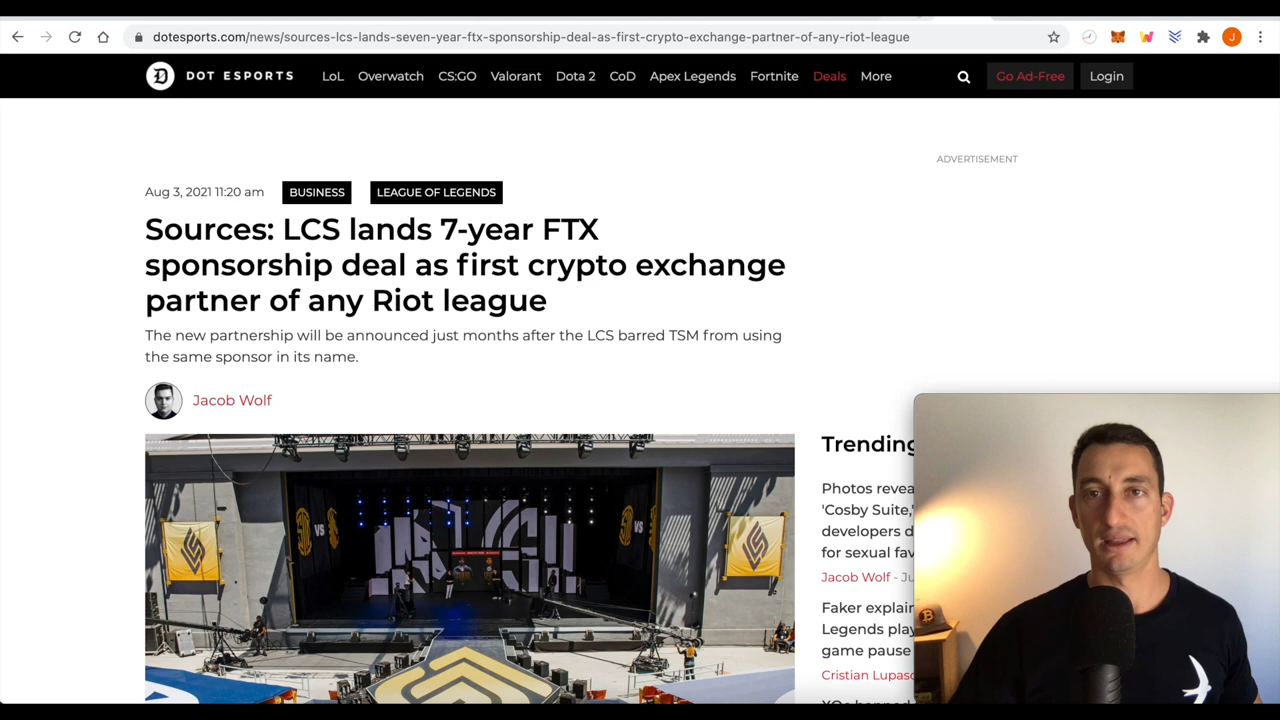 dotesports.com/news/sources-lcs-lands-seven-year-ftx-sponsorship-deal-as-first-crypto-exchange-partner-of-any-riot-league
J
DOT ESPORTS
LoL Overwatch CS:GO Valorant Dota 2 CoD Apex Legends Fortnite Deals More
Go Ad-Free Login
ADVERTISEMENT
Aug 3, 2021 11:20 am BUSINESS LEAGUE OF LEGENDS
Sources: LCS lands 7-year FTX
sponsorship deal as first crypto exchange
partner of any Riot league
The new partnership will be announced just months after the LCS barred TSM from using
the same sponsor in its name.
Jacob Wolf
VS
VS
Trending
Photos revea
'Cosby Suite,'
developers d
for sexual fav
Jacob Wolf - Ju
Faker explain
Legends play
game pause
Cristian Lupasc